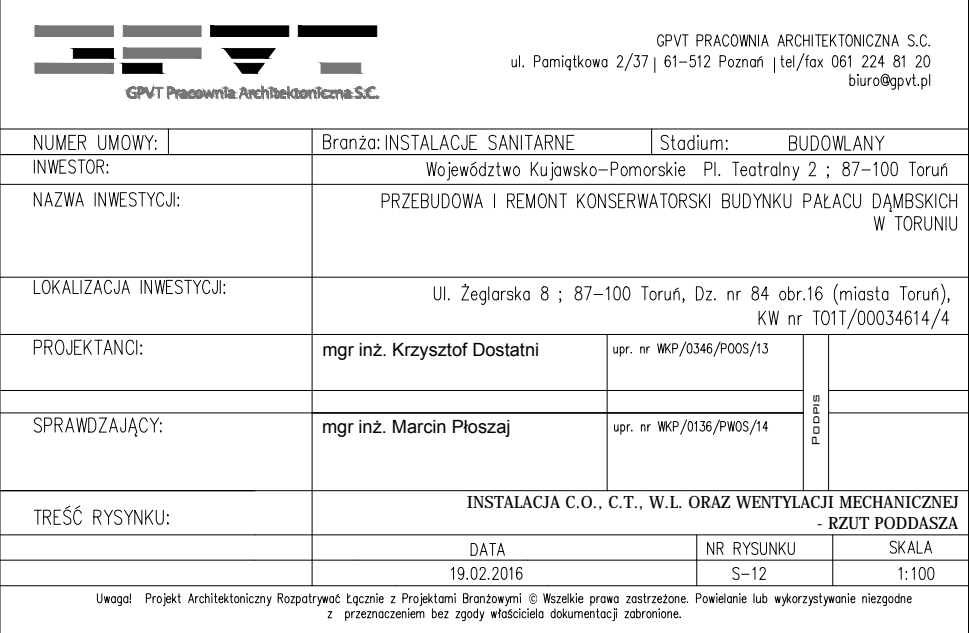 GPVT Pracownia Architektoniczna S.C.
GPVT PRACOWNIA ARCHITEKTONICZNA S.C.
ul. Pamiątkowa 2/37 | 61-512 Poznań | tel/fax 061 224 81 20
biuro@gpvt.pl
NUMER UMOWY: Branża: INSTALACJE SANITARNE Stadium: BUDOWLANY
INWESTOR: Województwo Kujawsko-Pomorskie Pl. Teatralny 2 ; 87-100 Toruń
NAZWA INWESTYCJI: PRZEBUDOWA I REMONT KONSERWATORSKI BUDYNKU PAŁACU DĄMBSKICH
W TORUNIU
LOKALIZACJA INWESTYCJI: Ul. Żeglarska 8 ; 87-100 Toruń, Dz. nr 84 obr.16 (miasta Toruń),
KW nr TO1T/00034614/4
PROJEKTANCI: mgr inż. Krzysztof Dostatni upr. nr WKP/0346/POOS/13
PODPIS
SPRAWDZAJĄCY: mgr inż. Marcin Płoszaj upr. nr WKP/0136/PWOS/14
TREŚĆ RYSYNKU: INSTALACJA C.O., C.T., W.L. ORAZ WENTYLACJI MECHANICZNEJ
- RZUT PODDASZA
DATA NR RYSUNKU SKALA
19.02.2016 S-12 1:100
Uwaga! Projekt Architektoniczny Rozpatrywać Łącznie z Projektami Branżowymi © Wszelkie prawa zastrzeżone. Powielanie lub wykorzystywanie niezgodne
z przeznaczeniem bez zgody właściciela dokumentacji zabronione.